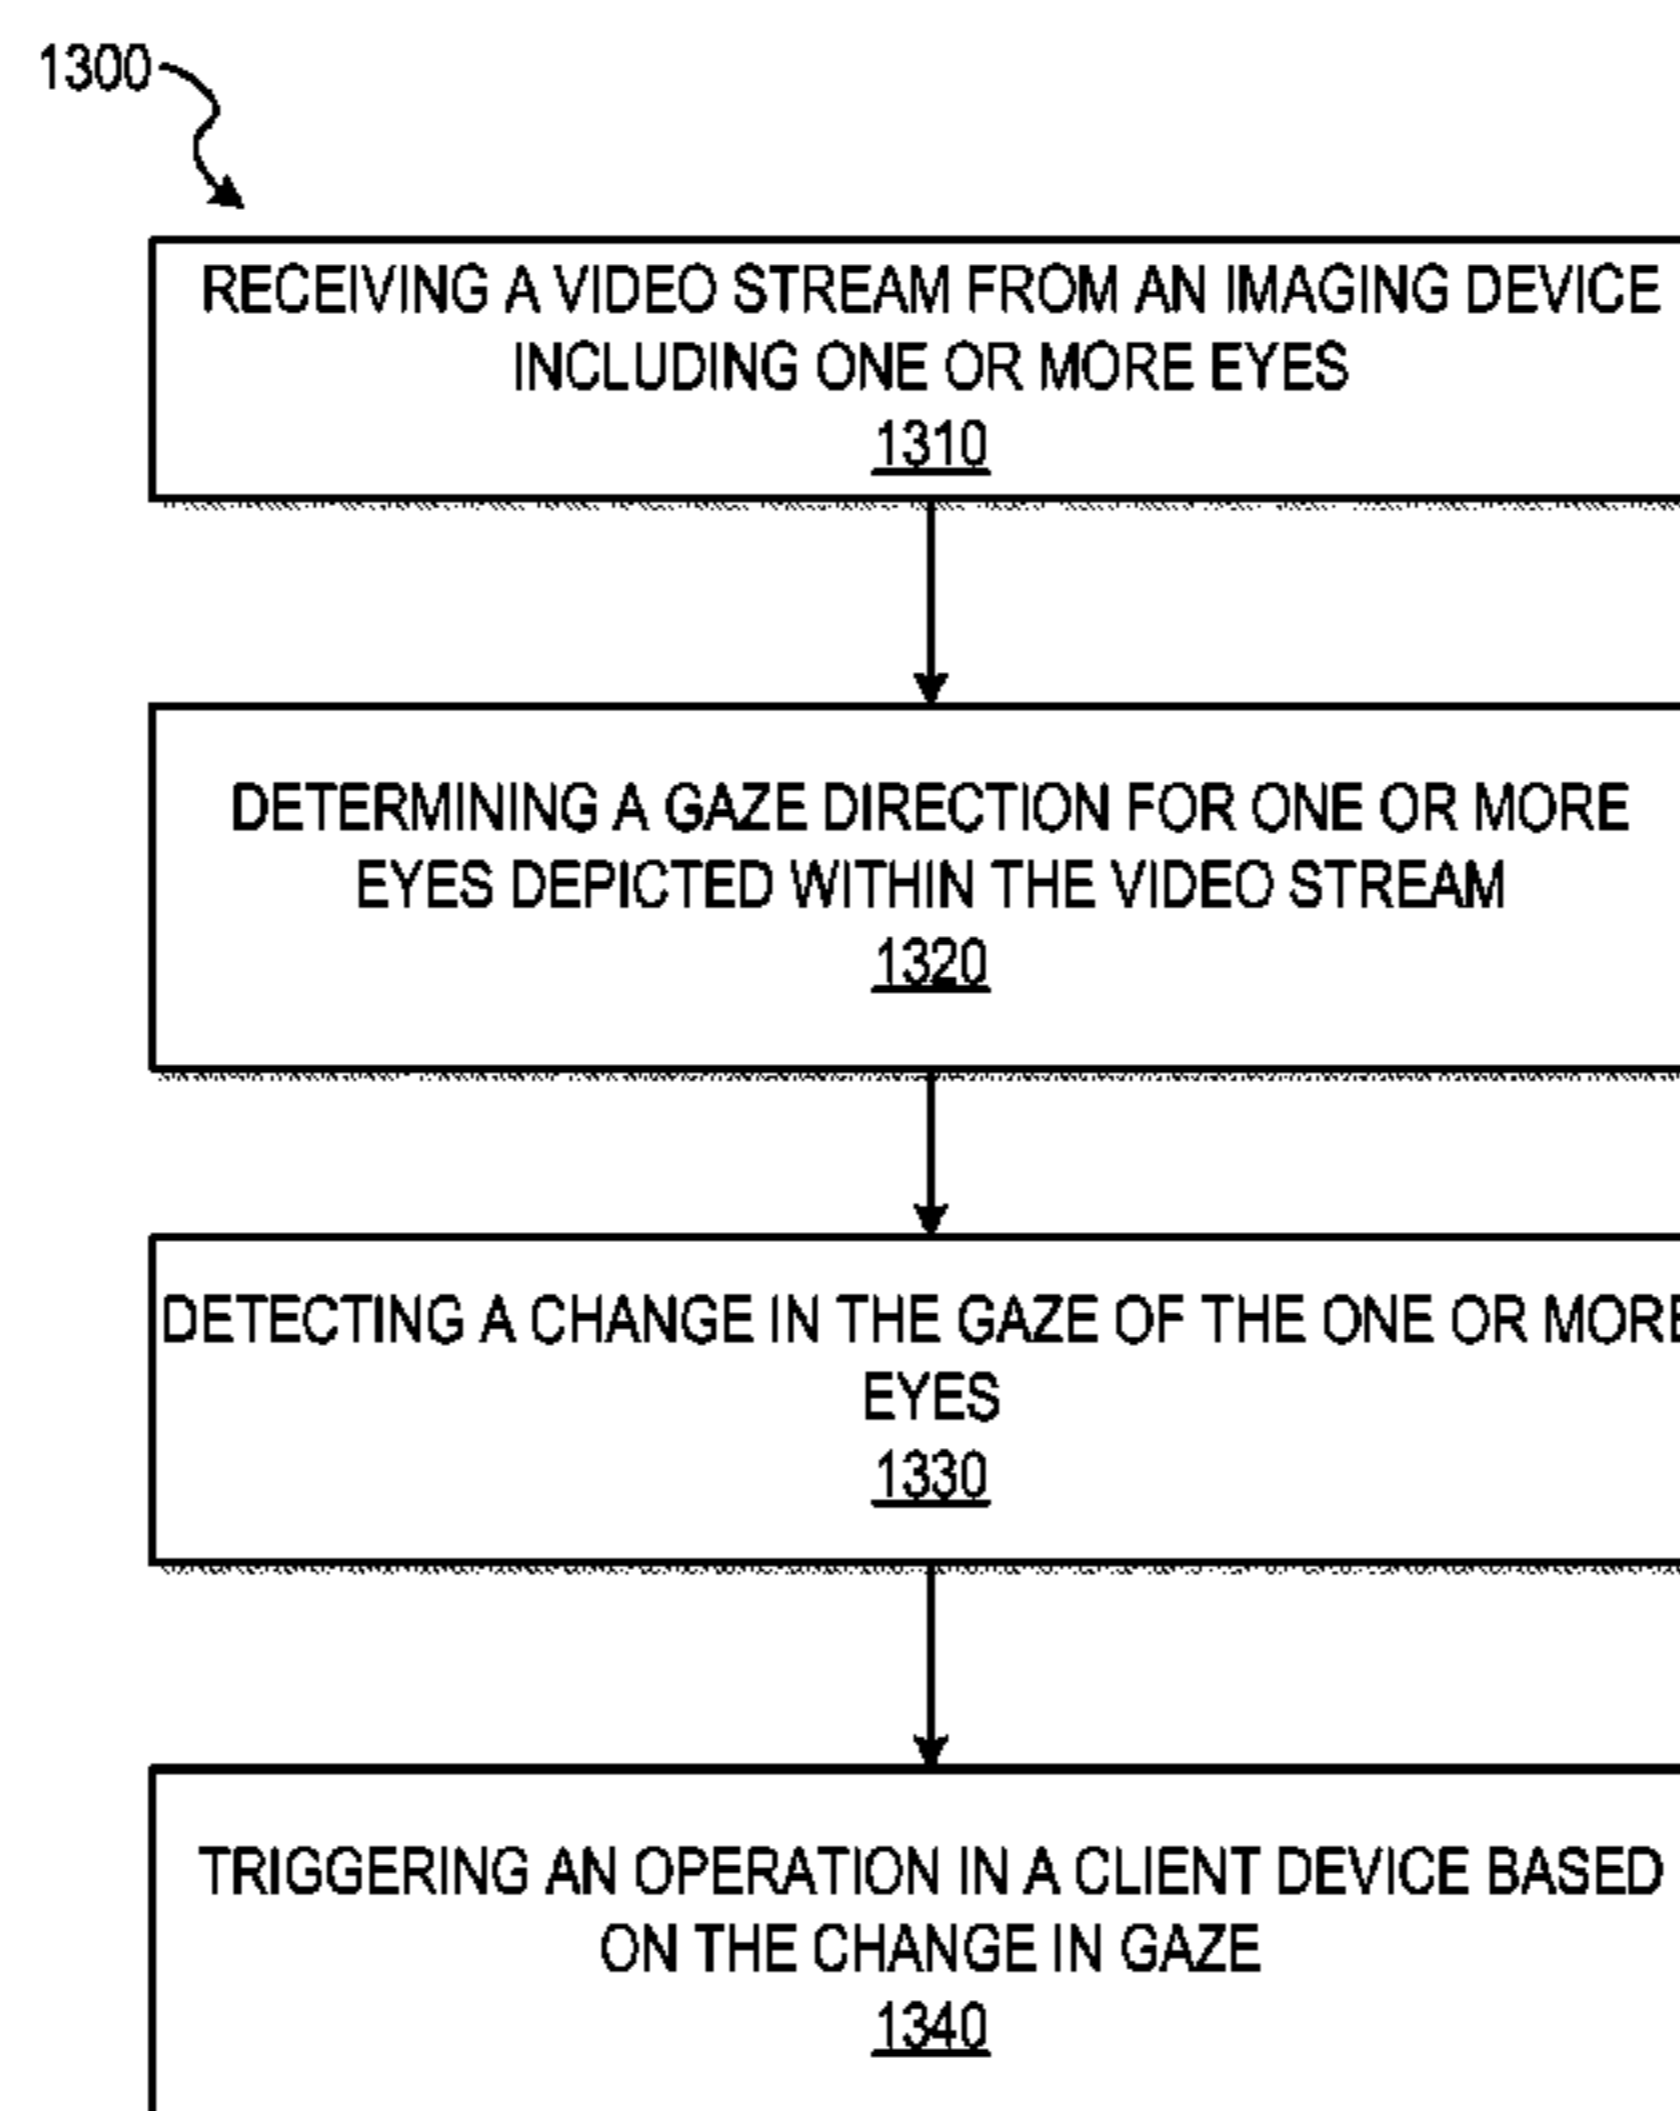 1300
RECEIVING A VIDEO STREAM FROM AN IMAGING DEVICE
INCLUDING ONE OR MORE EYES
1310
DETERMINING A GAZE DIRECTION FOR ONE OR MORE
EYES DEPICTED WITHIN THE VIDEO STREAM
1320
DETECTING A CHANGE IN THE GAZE OF THE ONE OR MORE
EYES
1330
TRIGGERING AN OPERATION IN A CLIENT DEVICE BASED
ON THE CHANGE IN GAZE
1340